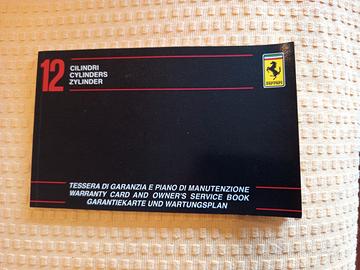 12
CILINDRI
CYLINDERS
ZYLINDER
Ferrari
TESSERA DI GARANZIA E PIANO DI MANUTENZIONE
WARRANTY CARD AND OWNER'S SERVICE BOOK
GARANTIEKARTE UND WARTUNGSPLAN
subito